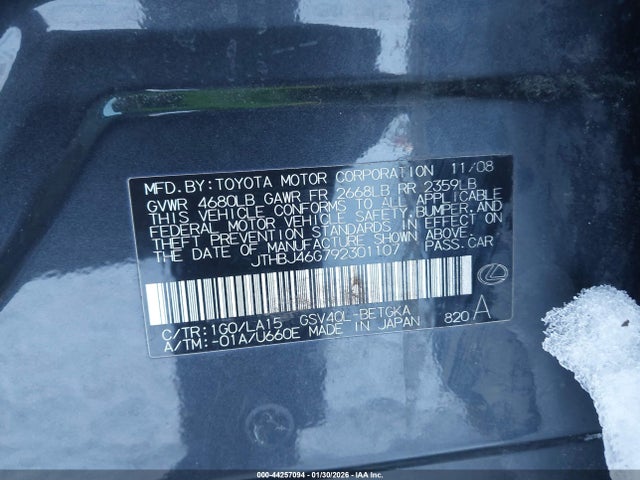 MFD.BY:TOYOTA MOTOR CORPORATION 11/08
GVWR 4680LB GAWR FR 2668LB RR 2359LB
THIS VEHICLE CONFORMS TO ALL APPLICABLE
FEDERAL MOTOR VEHICLE SAFETY,BUMPER,AND
THEFT PREVENTION STANDARDS IN EFFECT ON
THE DATE OF MANUFACTURE SHOWN ABOVE.
JTHBJ46G792301107 PASS.CAR
C/TR:1G0/LA15 GSV40L-BETGKA
A/TM:-01A/U660E MADE IN JAPAN 820 A
000-44257094 - 01/30/2026 - IAA Inc.